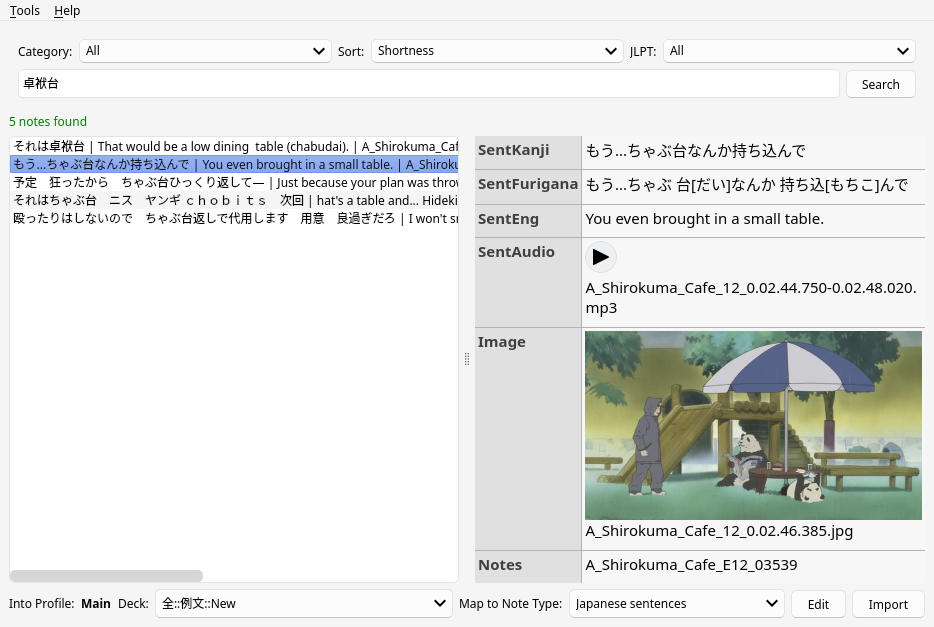 Tools Help
Category: All Sort: Shortness JLPT: All
卓袱台 Search
5 notes found
それは卓袱台 | That would be a low dining  table (chabudai). | A_Shirokuma_Caf
もう…ちゃぶ台なんか持ち込んで | You even brought in a small table. | A_Shiroku
予定　狂ったから　ちゃぶ台ひっくり返して― | Just because your plan was throw
それはちゃぶ台　ニス　ヤンギ ｃｈｏｂｉｔｓ　次回 | hat's a table and... Hideki
殴ったりはしないので　ちゃぶ台返しで代用します　用意　良過ぎだろ | I won't sm
SentKanji もう…ちゃぶ台なんか持ち込んで
SentFurigana もう…ちゃぶ 台[だい]なんか 持ち込[もちこ]んで
SentEng You even brought in a small table.
SentAudio
A_Shirokuma_Cafe_12_0.02.44.750-0.02.48.020.
mp3
Image
A_Shirokuma_Cafe_12_0.02.46.385.jpg
Notes A_Shirokuma_Cafe_E12_03539
Into Profile: Main Deck: 全::例文::New Map to Note Type: Japanese sentences Edit Import